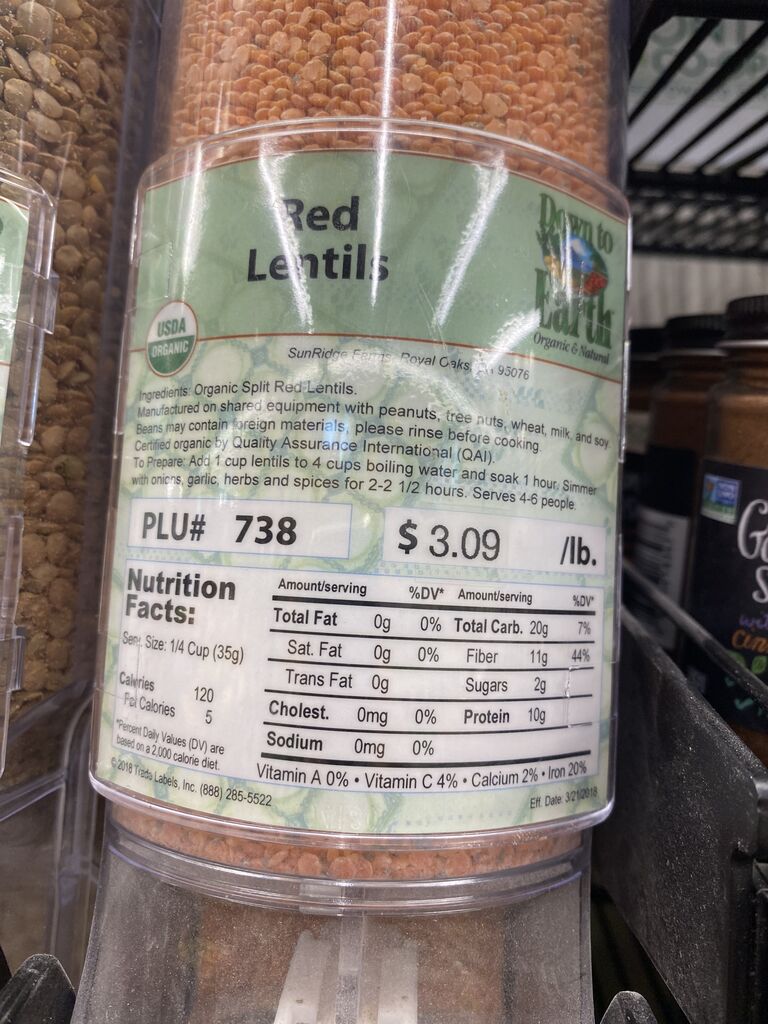 Red
Lentils
Down to
Earth
Organic & Natural
USDA
ORGANIC
SunRidge Farms, Royal Oaks, 95076
Ingredients: Organic Split Red Lentils.
Manufactured on shared equipment with peanuts, tree nuts, wheat, milk, and soy.
Beans may contain foreign materials, please rinse before cooking.
Certified organic by Quality Assurance International (QAI).
To Prepare: Add 1 cup lentils to 4 cups boiling water and soak 1 hour. Simmer
with onions, garlic, herbs and spices for 2-2 1/2 hours. Serves 4-6 people.
PLU# 738
$ 3.09 /lb.
Nutrition
Facts:
Serv. Size: 1/4 Cup (35g)
Calories 120
Fat Calories 5
*Percent Daily Values (DV) are
based on a 2,000 calorie diet.
Amount/serving %DV* Amount/serving %DV*
Total Fat 0g 0% Total Carb. 20g 7%
Sat. Fat 0g 0% Fiber 11g 44%
Trans Fat 0g Sugars 2g
Cholest. 0mg 0% Protein 10g
Sodium 0mg 0%
Vitamin A 0% • Vitamin C 4% • Calcium 2% • Iron 20%
© 2018 Trade Labels, Inc. (888) 285-5522
Eff. Date: 3/21/2018